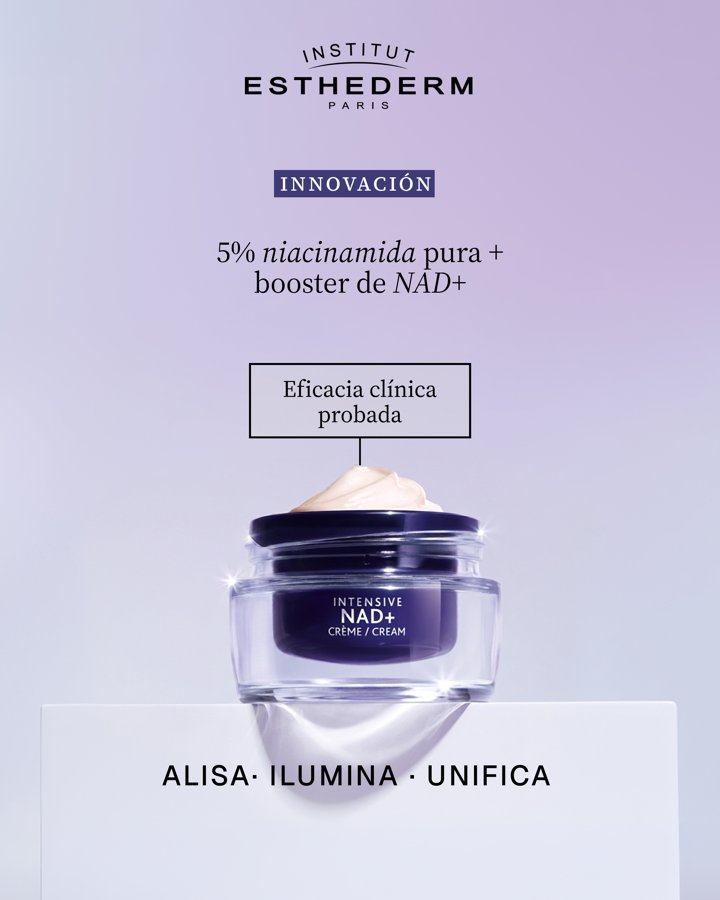 INSTITUT
ESTHEDERM
PARIS
INNOVACIÓN
5% niacinamida pura +
booster de NAD+
Eficacia clínica
probada
INTENSIVE
NAD+
CRÈME / CREAM
ALISA· ILUMINA · UNIFICA